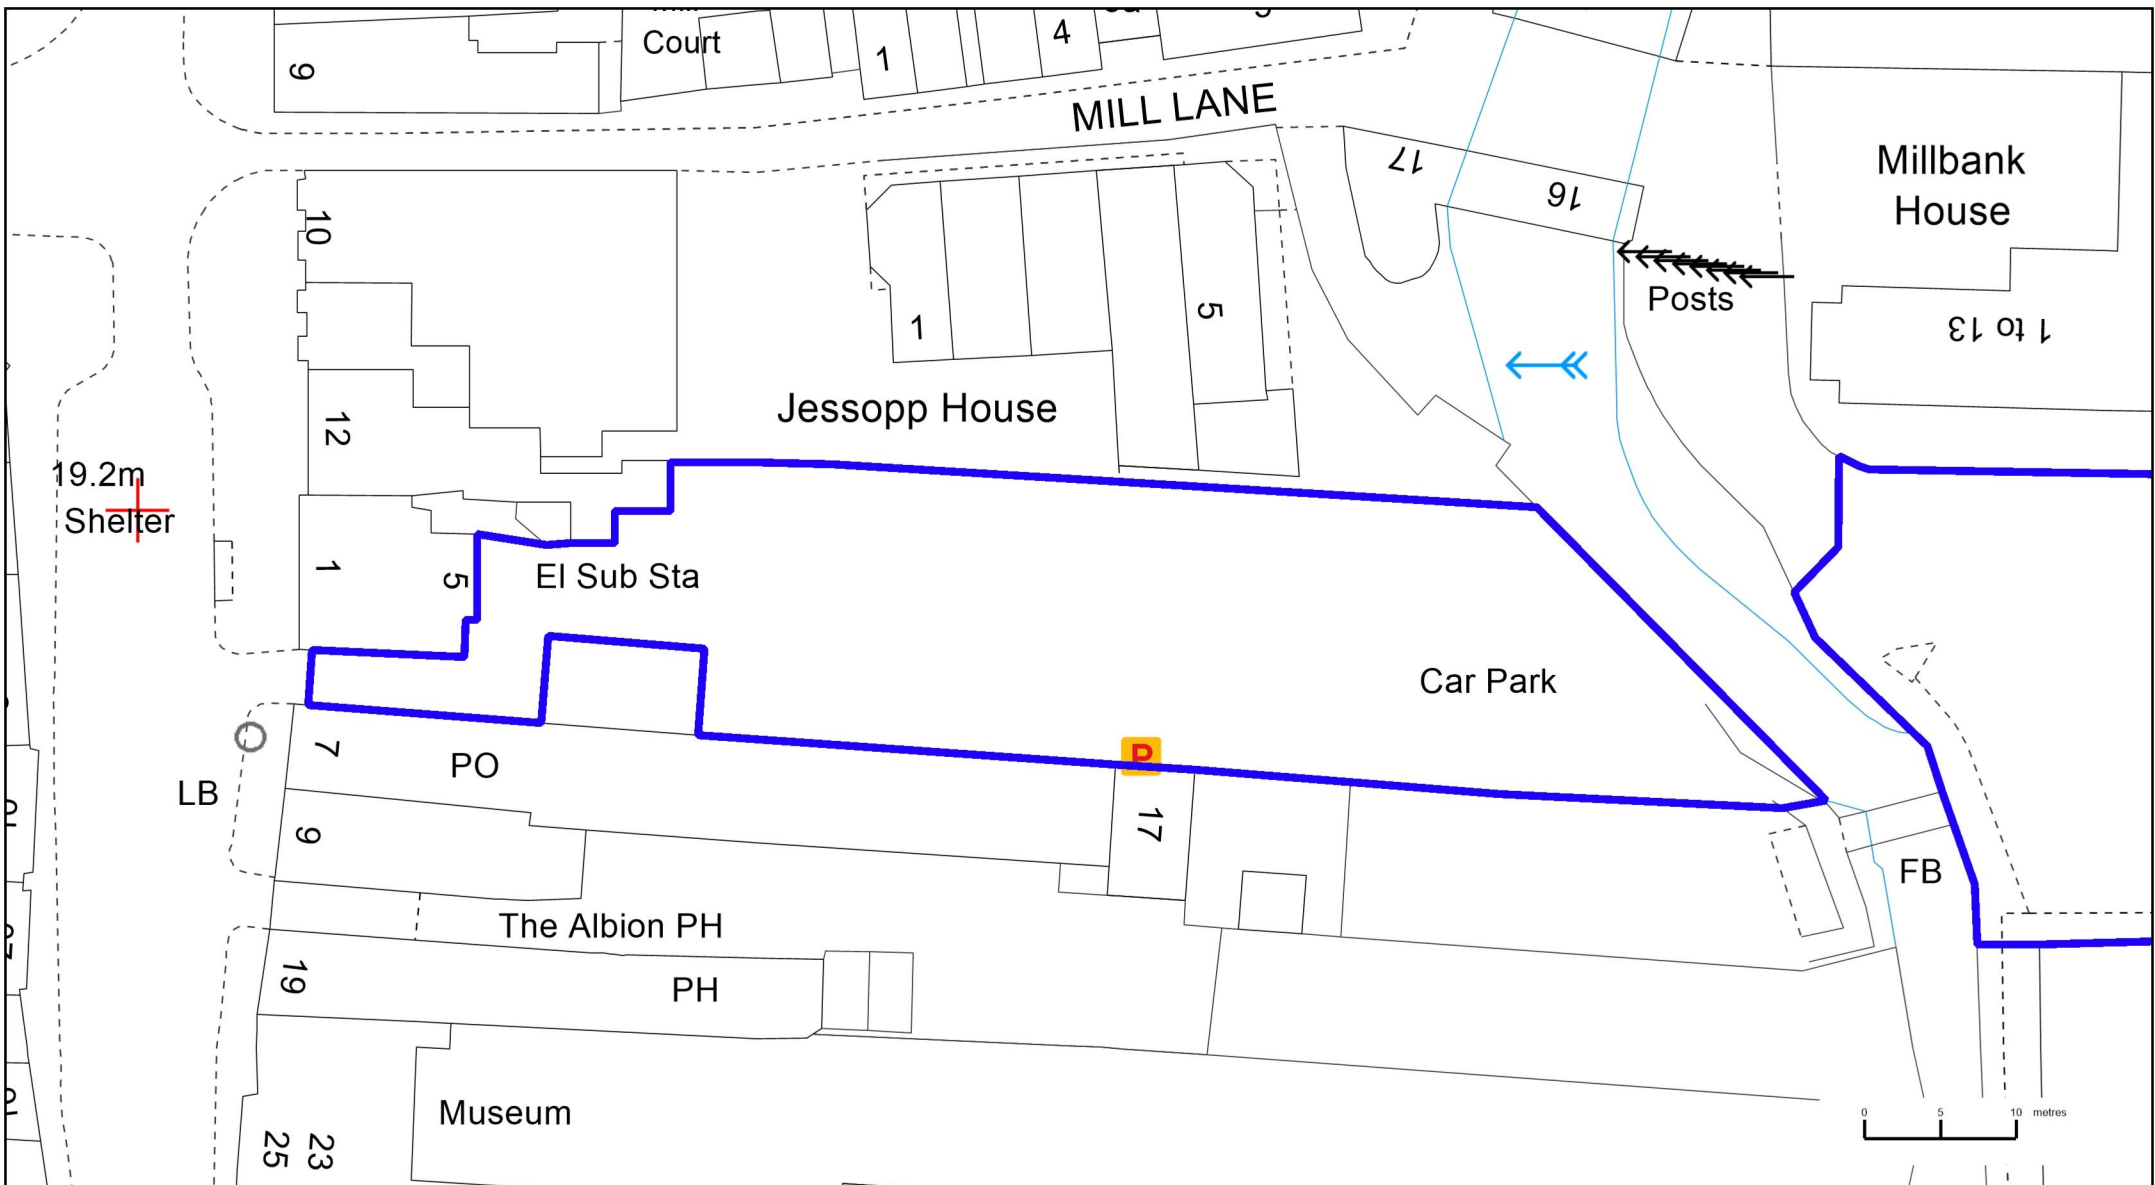 Court
9
1
4
MILL LANE
17
16
Millbank
House
Posts
1 to 13
10
1
5
Jessopp House
12
19.2m
Shelter
1
5
El Sub Sta
Car Park
7
PO
P
LB
9
17
FB
The Albion PH
19
PH
Museum
25
23
0 5 10 metres